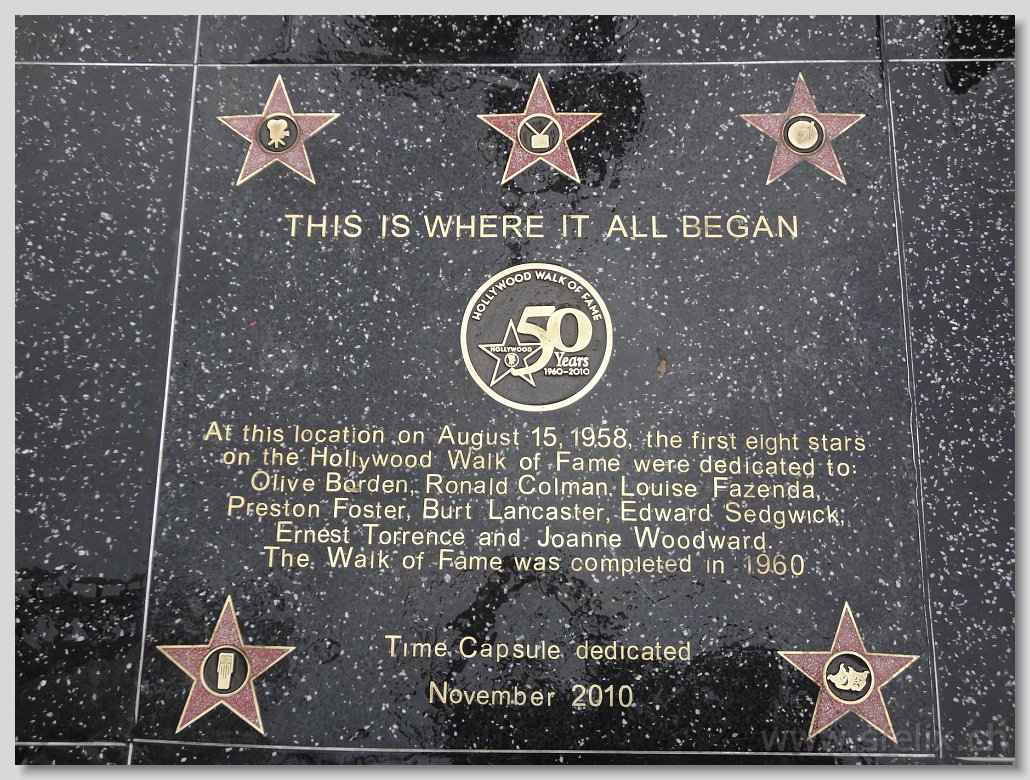 THIS IS WHERE IT ALL BEGAN
HOLLYWOOD WALK OF FAME
50
HOLLYWOOD
Years
1960-2010
At this location on August 15, 1958, the first eight stars
on the Hollywood Walk of Fame were dedicated to:
Olive Borden, Ronald Colman, Louise Fazenda,
Preston Foster, Burt Lancaster, Edward Sedgwick,
Ernest Torrence and Joanne Woodward.
The Walk of Fame was completed in 1960
Time Capsule dedicated
November 2010